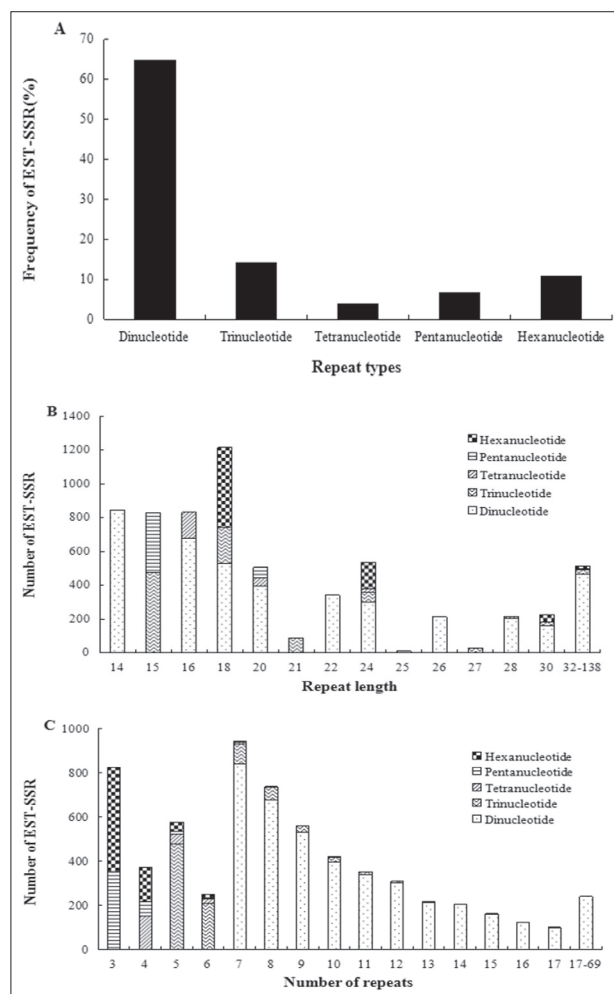 A
Frequency of EST-SSR(%)
70
60
50
40
30
20
10
0
Dinucleotide Trinucleotide Tetranucleotide Pentanucleotide Hexanucleotide
Repeat types
B
Number of EST-SSR
1400
1200
1000
800
600
400
200
0
Hexanucleotide
Pentanucleotide
Tetranucleotide
Trinucleotide
Dinucleotide
14 15 16 18 20 21 22 24 25 26 27 28 30 32-138
Repeat length
C
Number of EST-SSR
1000
800
600
400
200
0
Hexanucleotide
Pentanucleotide
Tetranucleotide
Trinucleotide
Dinucleotide
3 4 5 6 7 8 9 10 11 12 13 14 15 16 17 17-69
Number of repeats